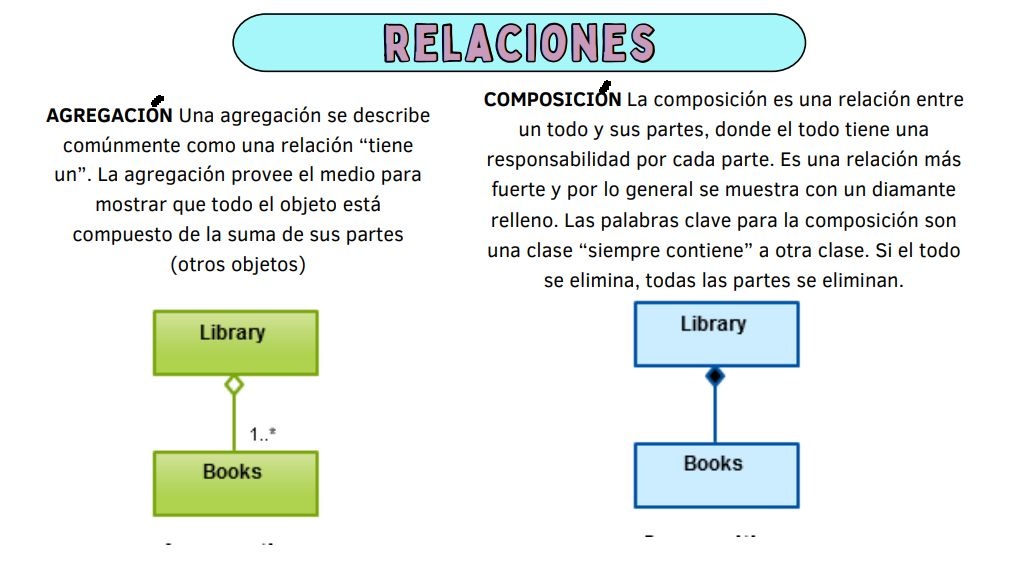 RELACIONES
AGREGACIÓN Una agregación se describe
comúnmente como una relación “tiene
un”. La agregación provee el medio para
mostrar que todo el objeto está
compuesto de la suma de sus partes
(otros objetos)
COMPOSICIÓN La composición es una relación entre
un todo y sus partes, donde el todo tiene una
responsabilidad por cada parte. Es una relación más
fuerte y por lo general se muestra con un diamante
relleno. Las palabras clave para la composición son
una clase “siempre contiene” a otra clase. Si el todo
se elimina, todas las partes se eliminan.
Library
1..*
Books
Library
Books